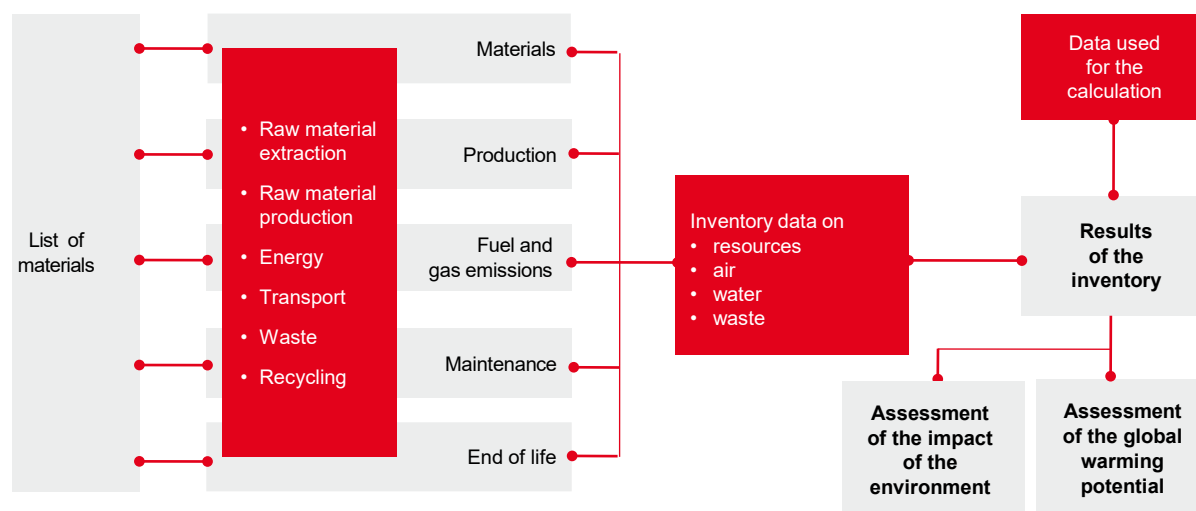 List of
materials
• Raw material
extraction
• Raw material
production
• Energy
• Transport
• Waste
• Recycling
Materials
Production
Fuel and
gas emissions
Maintenance
End of life
Inventory data on
• resources
• air
• water
• waste
Data used
for the
calculation
Results
of the
inventory
Assessment
of the impact
of the
environment
Assessment
of the global
warming
potential